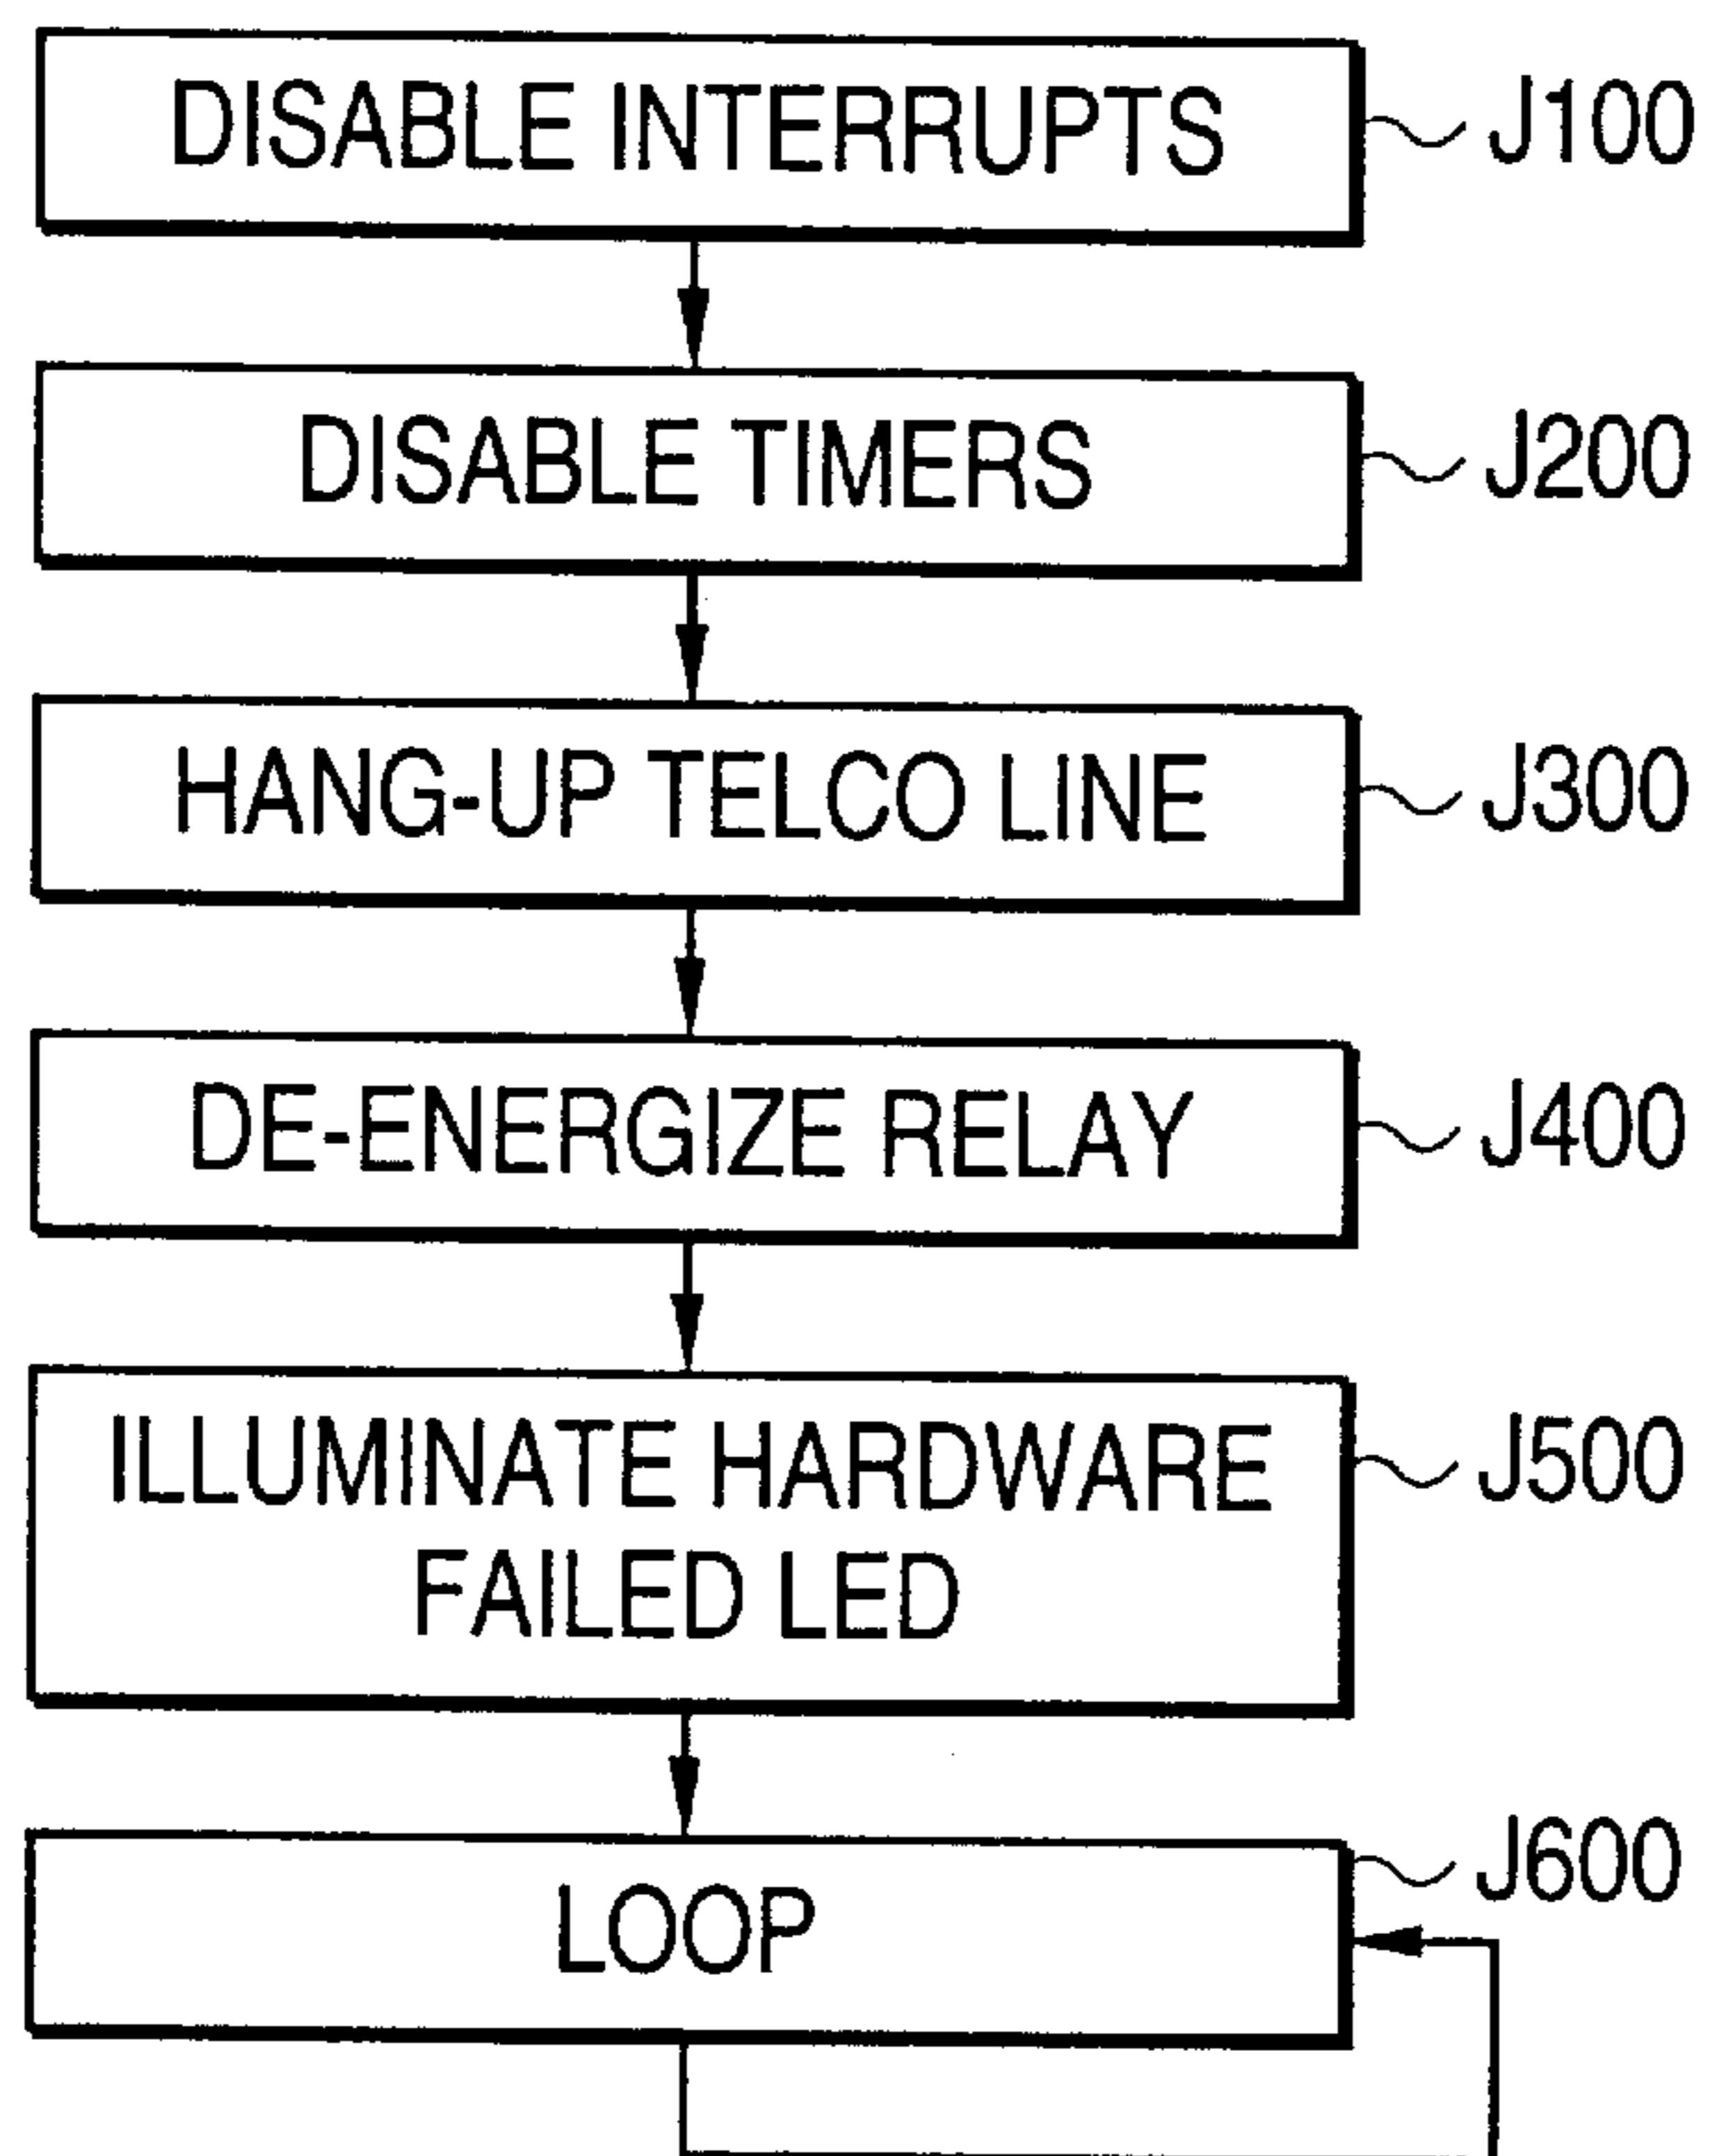 DISABLE INTERRUPTS J100
DISABLE TIMERS J200
HANG-UP TELCO LINE J300
DE-ENERGIZE RELAY J400
ILLUMINATE HARDWARE J500
FAILED LED
J600
LOOP